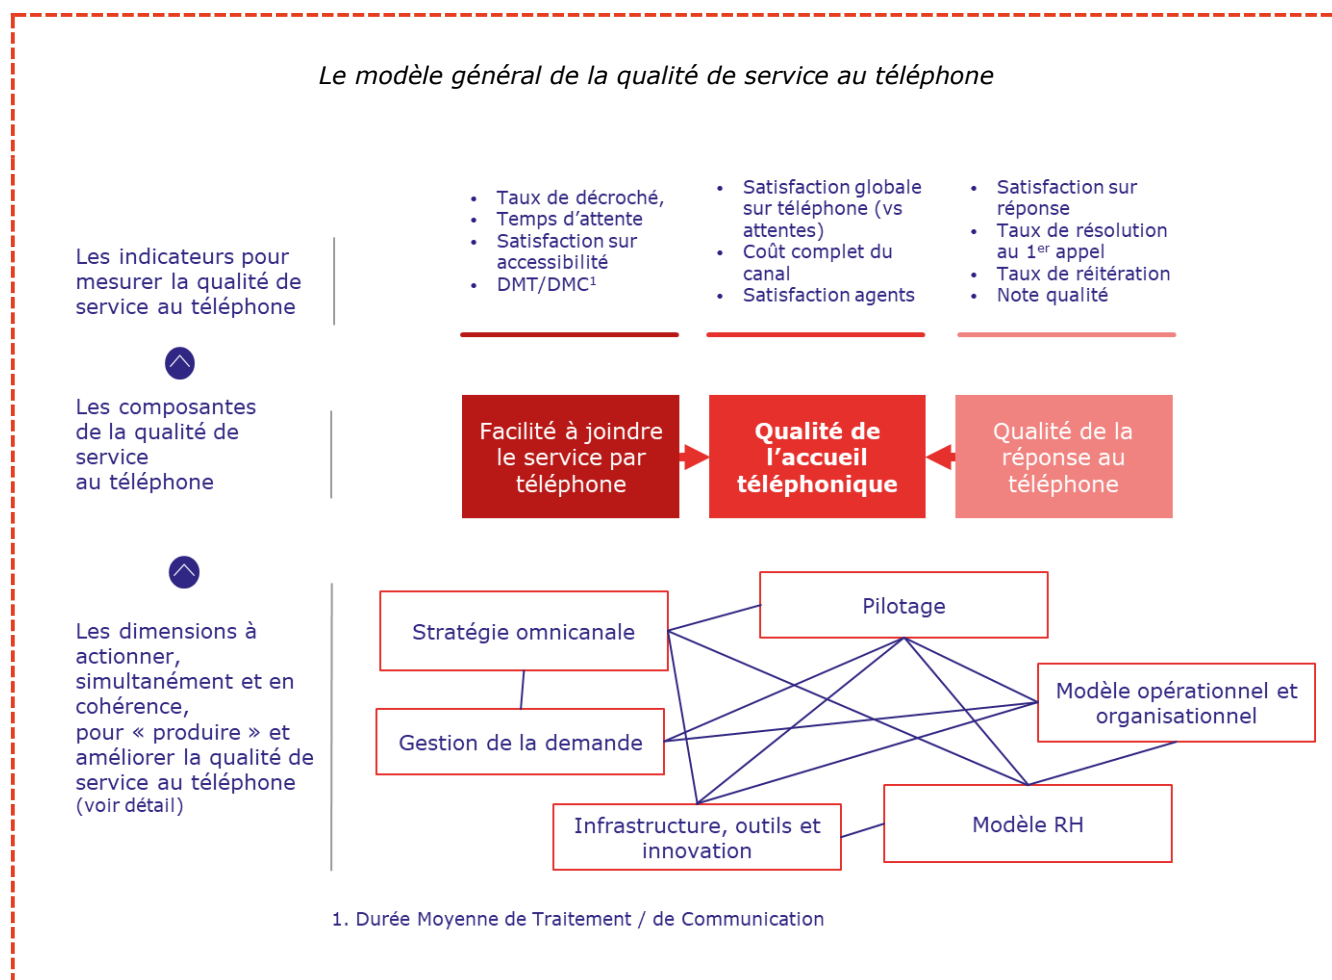 Le modèle général de la qualité de service au téléphone
Les indicateurs pour
mesurer la qualité de
service au téléphone
• Taux de décroché,
• Temps d’attente
• Satisfaction sur
accessibilité
• DMT/DMC¹
• Satisfaction globale
sur téléphone (vs
attentes)
• Coût complet du
canal
• Satisfaction agents
• Satisfaction sur
réponse
• Taux de résolution
au 1er appel
• Taux de réitération
• Note qualité
Les composantes
de la qualité de
service
au téléphone
Facilité à joindre
le service par
téléphone
Qualité de
l’accueil
téléphonique
Qualité de la
réponse au
téléphone
Les dimensions à
actionner,
simultanément et en
cohérence,
pour « produire » et
améliorer la qualité de
service au téléphone
(voir détail)
Stratégie omnicanale
Pilotage
Gestion de la demande
Modèle opérationnel et
organisationnel
Infrastructure, outils et
innovation
Modèle RH
1. Durée Moyenne de Traitement / de Communication